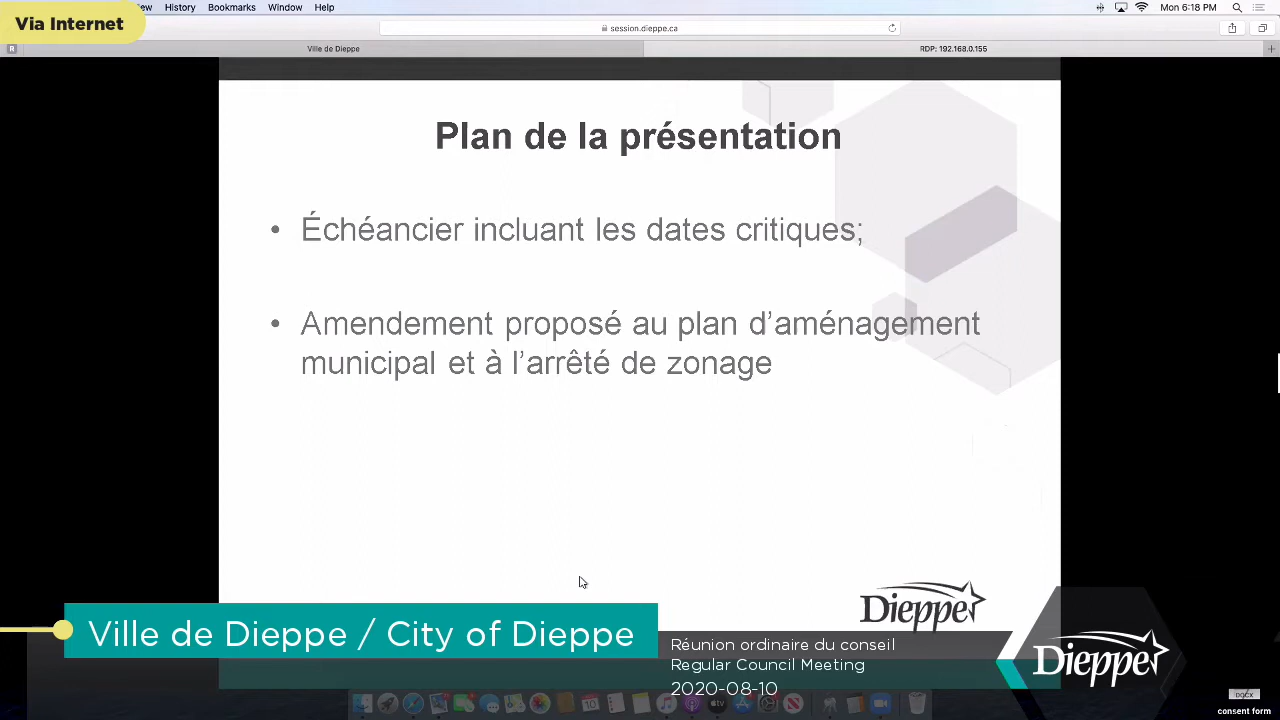 Via Internet
History Bookmarks Window Help
Mon 6:18 PM
session.dieppe.ca
R
Ville de Dieppe
RDP: 192.168.0.155
Plan de la présentation
• Échéancier incluant les dates critiques;
• Amendement proposé au plan d’aménagement
municipal et à l’arrêté de zonage
Dieppe
Ville de Dieppe / City of Dieppe
Réunion ordinaire du conseil
Regular Council Meeting
2020-08-10
Dieppe
DOCX
consent form